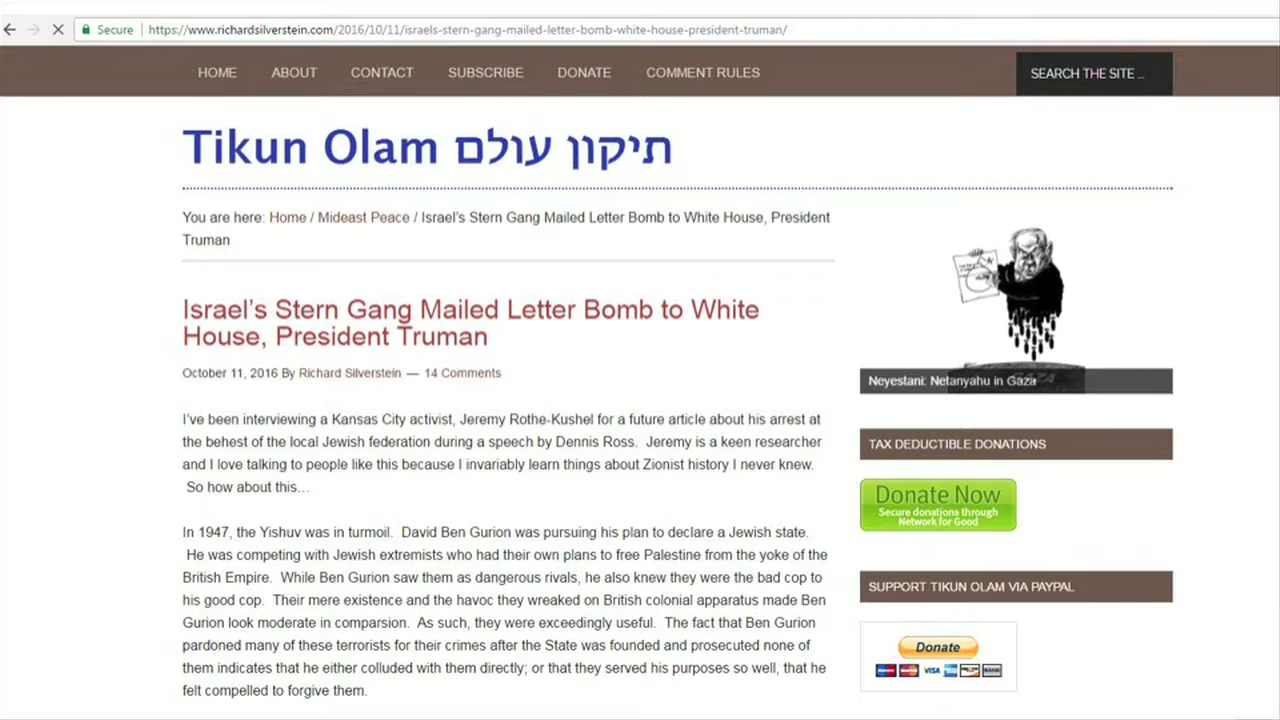 Secure https://www.richardsilverstein.com/2016/10/11/israels-stern-gang-mailed-letter-bomb-white-house-president-truman/
HOME ABOUT CONTACT SUBSCRIBE DONATE COMMENT RULES SEARCH THE SITE ...
Tikun Olam תיקון עולם
You are here: Home / Mideast Peace / Israel's Stern Gang Mailed Letter Bomb to White House, President
Truman
Israel's Stern Gang Mailed Letter Bomb to White
House, President Truman
October 11, 2016 By Richard Silverstein — 14 Comments
I've been interviewing a Kansas City activist, Jeremy Rothe-Kushel for a future article about his arrest at
the behest of the local Jewish federation during a speech by Dennis Ross. Jeremy is a keen researcher
and I love talking to people like this because I invariably learn things about Zionist history I never knew.
So how about this...
In 1947, the Yishuv was in turmoil. David Ben Gurion was pursuing his plan to declare a Jewish state.
He was competing with Jewish extremists who had their own plans to free Palestine from the yoke of the
British Empire. While Ben Gurion saw them as dangerous rivals, he also knew they were the bad cop to
his good cop. Their mere existence and the havoc they wreaked on British colonial apparatus made Ben
Gurion look moderate in comparsion. As such, they were exceedingly useful. The fact that Ben Gurion
pardoned many of these terrorists for their crimes after the State was founded and prosecuted none of
them indicates that he either colluded with them directly; or that they served his purposes so well, that he
felt compelled to forgive them.
Neyestani: Netanyahu in Gaza
TAX DEDUCTIBLE DONATIONS
Donate Now
Secure donations through
Network for Good
SUPPORT TIKUN OLAM VIA PAYPAL
Donate
VISA